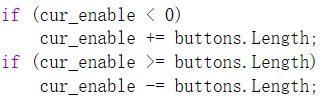 if (cur_enable < 0)
    cur_enable += buttons.Length;
if (cur_enable >= buttons.Length)
    cur_enable -= buttons.Length;